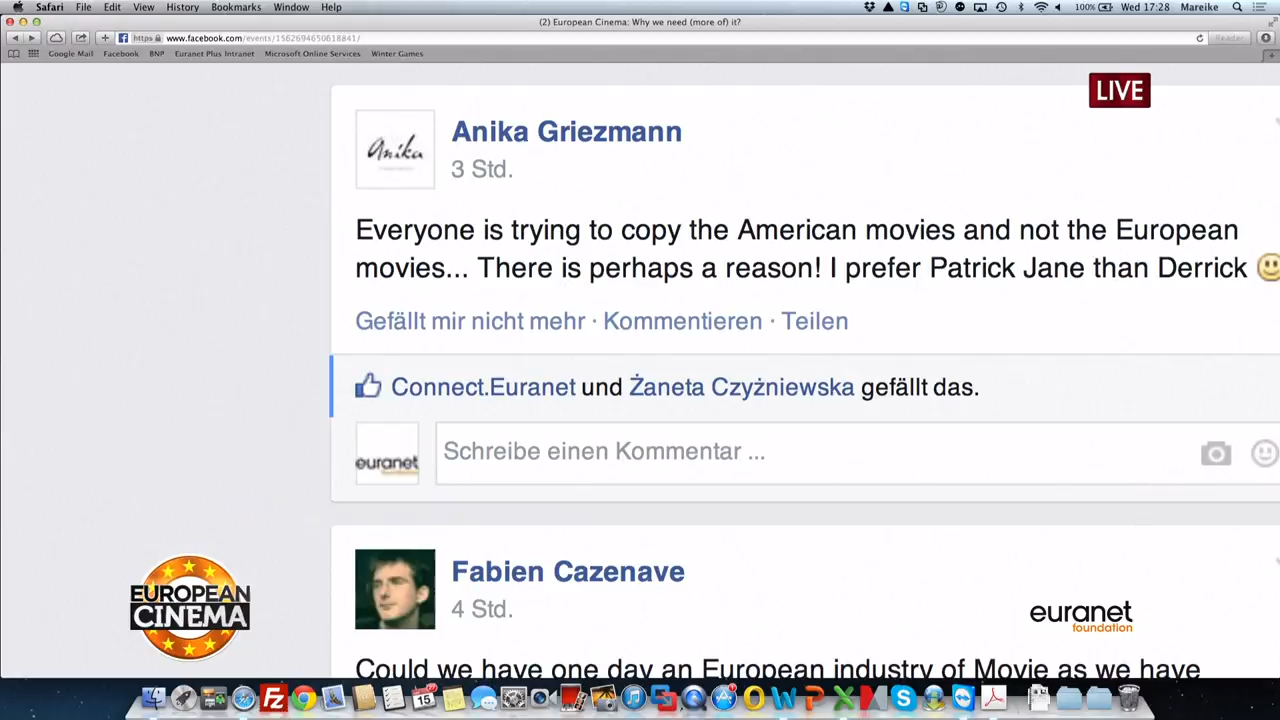 Safari File Edit View History Bookmarks Window Help 100% Wed 17:28 Mareike
(2) European Cinema: Why we need (more of) it?
https www.facebook.com/events/1562694650618841/ Reader
Google Mail Facebook BNP Euranet Plus Intranet Microsoft Online Services Winter Games
LIVE
Anika
Anika Griezmann
3 Std.
Everyone is trying to copy the American movies and not the European
movies... There is perhaps a reason! I prefer Patrick Jane than Derrick
Gefällt mir nicht mehr · Kommentieren · Teilen
Connect.Euranet und Żaneta Czyżniewska gefällt das.
euranet
Schreibe einen Kommentar ...
Fabien Cazenave
4 Std.
EUROPEAN
CINEMA
euranet
foundation
Could we have one day an European industry of Movie as we have
15